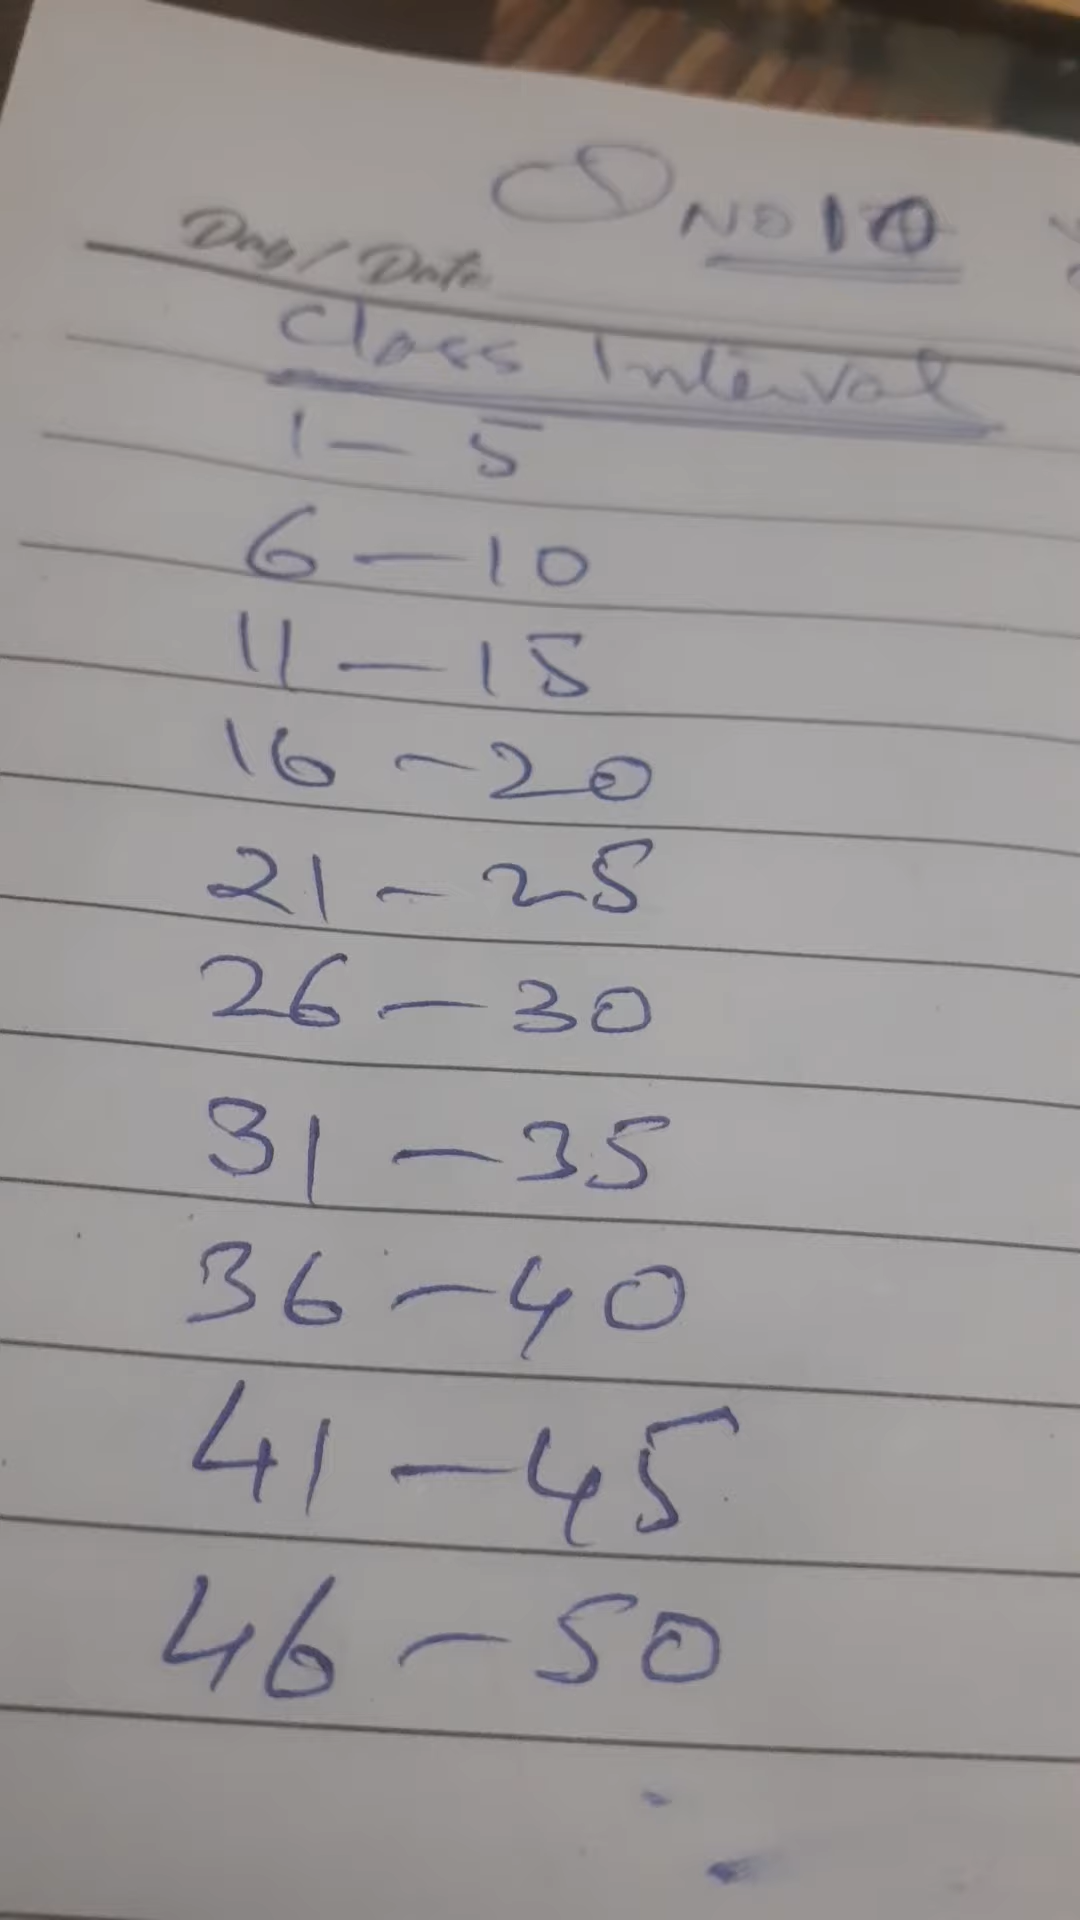 Q NO 10
Day / Date
Class Interval
1 - 5
6 - 10
11 - 15
16 - 20
21 - 25
26 - 30
31 - 35
36 - 40
41 - 45
46 - 50